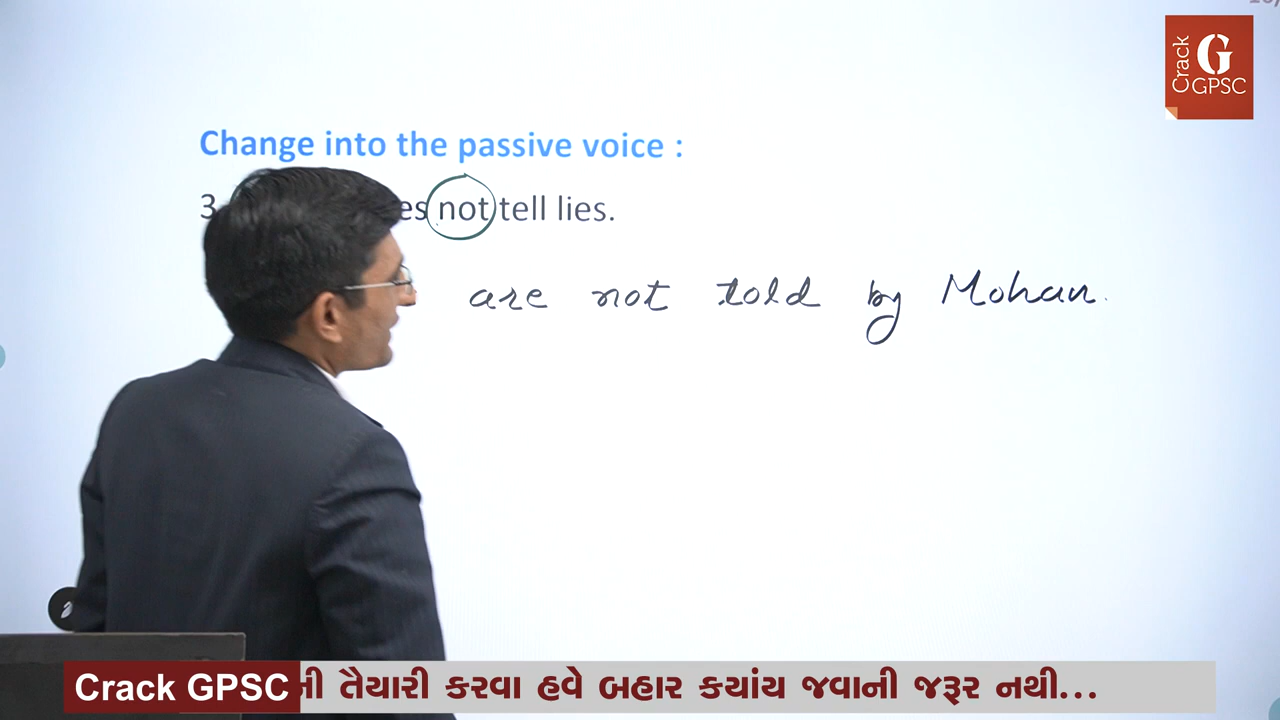 Crack
G
GPSC
Change into the passive voice :
3 es not tell lies.
are not told by Mohan.
Crack GPSC તૈયારી કરવા હવે બહાર કયાંય જવાની જરૂર નથી...